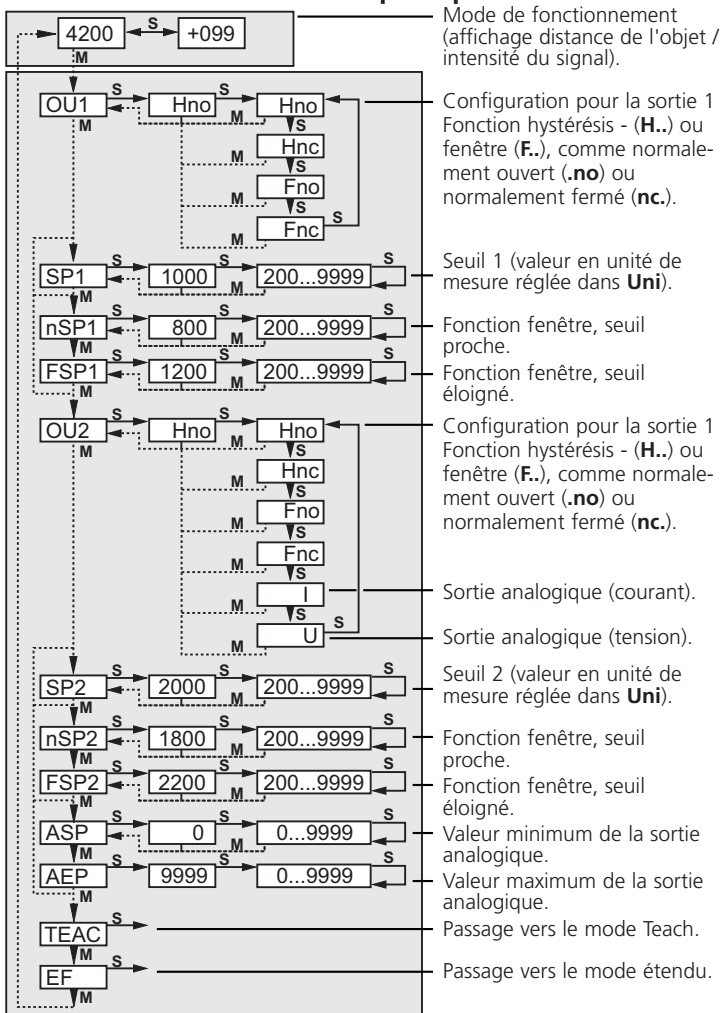 4200 S +099
M
Mode de fonctionnement
(affichage distance de l'objet /
intensité du signal).
OU1 S Hno S Hno
M M S
Hnc
M S
Fno
M S
Fnc S
M
Configuration pour la sortie 1
Fonction hystérésis - (H..) ou
fenêtre (F..), comme normale-
ment ouvert (.no) ou
normalement fermé (nc.).
SP1 S 1000 S 200...9999 S
M M
Seuil 1 (valeur en unité de
mesure réglée dans Uni).
nSP1 S 800 S 200...9999 S
M M
Fonction fenêtre, seuil
proche.
FSP1 S 1200 S 200...9999 S
M M
Fonction fenêtre, seuil
éloigné.
OU2 S Hno S Hno
M M S
Hnc
M S
Fno
M S
Fnc
M S
I
M S
U S
M
Configuration pour la sortie 1
Fonction hystérésis - (H..) ou
fenêtre (F..), comme normale-
ment ouvert (.no) ou
normalement fermé (nc.).
Sortie analogique (courant).
Sortie analogique (tension).
SP2 S 2000 S 200...9999 S
M M
Seuil 2 (valeur en unité de
mesure réglée dans Uni).
nSP2 S 1800 S 200...9999 S
M M
Fonction fenêtre, seuil
proche.
FSP2 S 2200 S 200...9999 S
M M
Fonction fenêtre, seuil
éloigné.
ASP S 0 S 0...9999 S
M M
Valeur minimum de la sortie
analogique.
AEP S 9999 S 0...9999 S
M
Valeur maximum de la sortie
analogique.
TEAC S
M
Passage vers le mode Teach.
EF S
M
Passage vers le mode étendu.